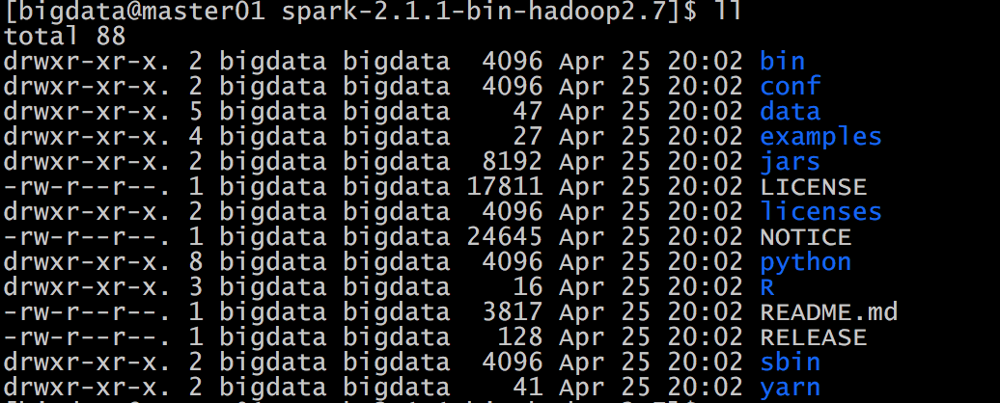 [bigdata@master01 spark-2.1.1-bin-hadoop2.7]$ ll
total 88
drwxr-xr-x. 2 bigdata bigdata  4096 Apr 25 20:02 bin
drwxr-xr-x. 2 bigdata bigdata  4096 Apr 25 20:02 conf
drwxr-xr-x. 5 bigdata bigdata    47 Apr 25 20:02 data
drwxr-xr-x. 4 bigdata bigdata    27 Apr 25 20:02 examples
drwxr-xr-x. 2 bigdata bigdata  8192 Apr 25 20:02 jars
-rw-r--r--. 1 bigdata bigdata 17811 Apr 25 20:02 LICENSE
drwxr-xr-x. 2 bigdata bigdata  4096 Apr 25 20:02 licenses
-rw-r--r--. 1 bigdata bigdata 24645 Apr 25 20:02 NOTICE
drwxr-xr-x. 8 bigdata bigdata  4096 Apr 25 20:02 python
drwxr-xr-x. 3 bigdata bigdata    16 Apr 25 20:02 R
-rw-r--r--. 1 bigdata bigdata  3817 Apr 25 20:02 README.md
-rw-r--r--. 1 bigdata bigdata   128 Apr 25 20:02 RELEASE
drwxr-xr-x. 2 bigdata bigdata  4096 Apr 25 20:02 sbin
drwxr-xr-x. 2 bigdata bigdata    41 Apr 25 20:02 yarn